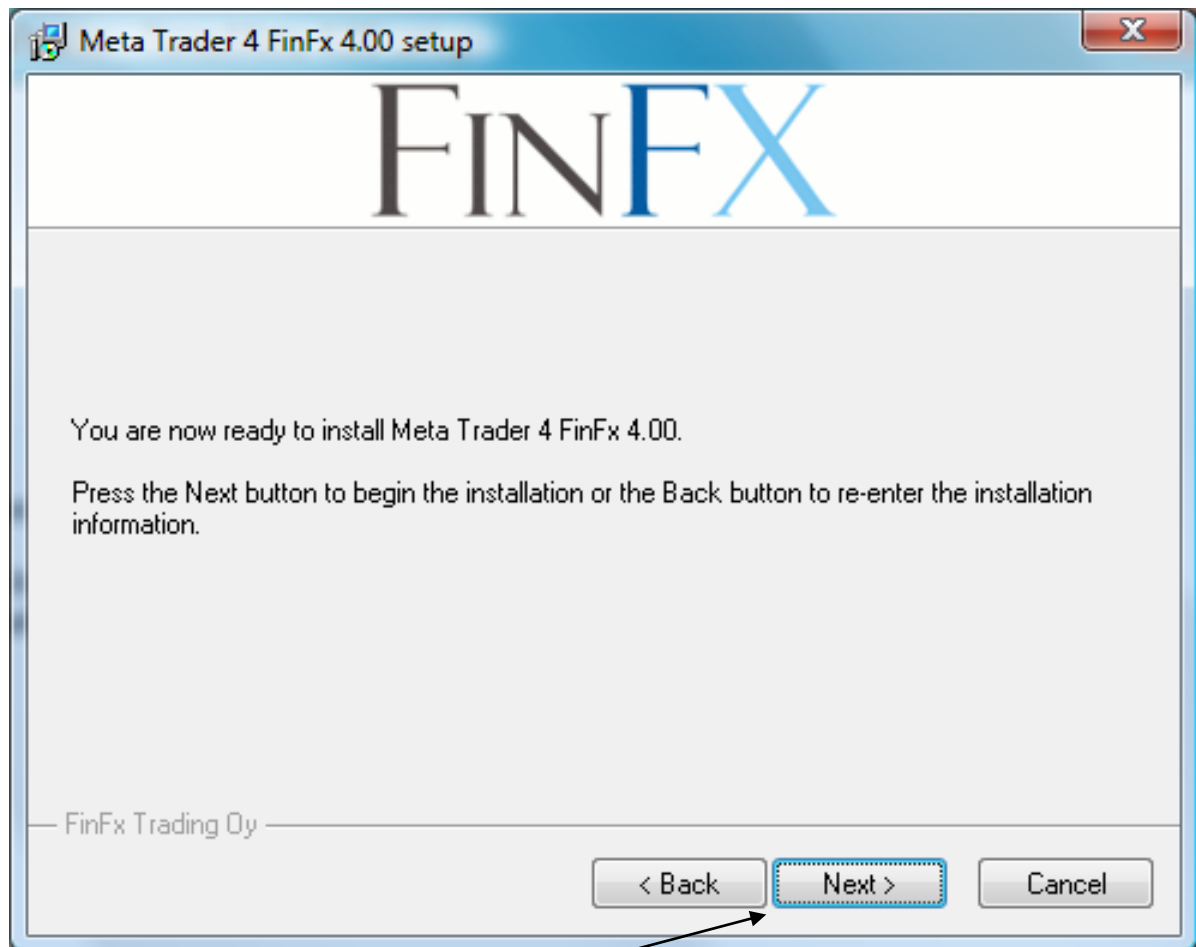 Meta Trader 4 FinFx 4.00 setup
FINFX
You are now ready to install Meta Trader 4 FinFx 4.00.
Press the Next button to begin the installation or the Back button to re-enter the installation
information.
FinFx Trading Oy
< Back Next > Cancel